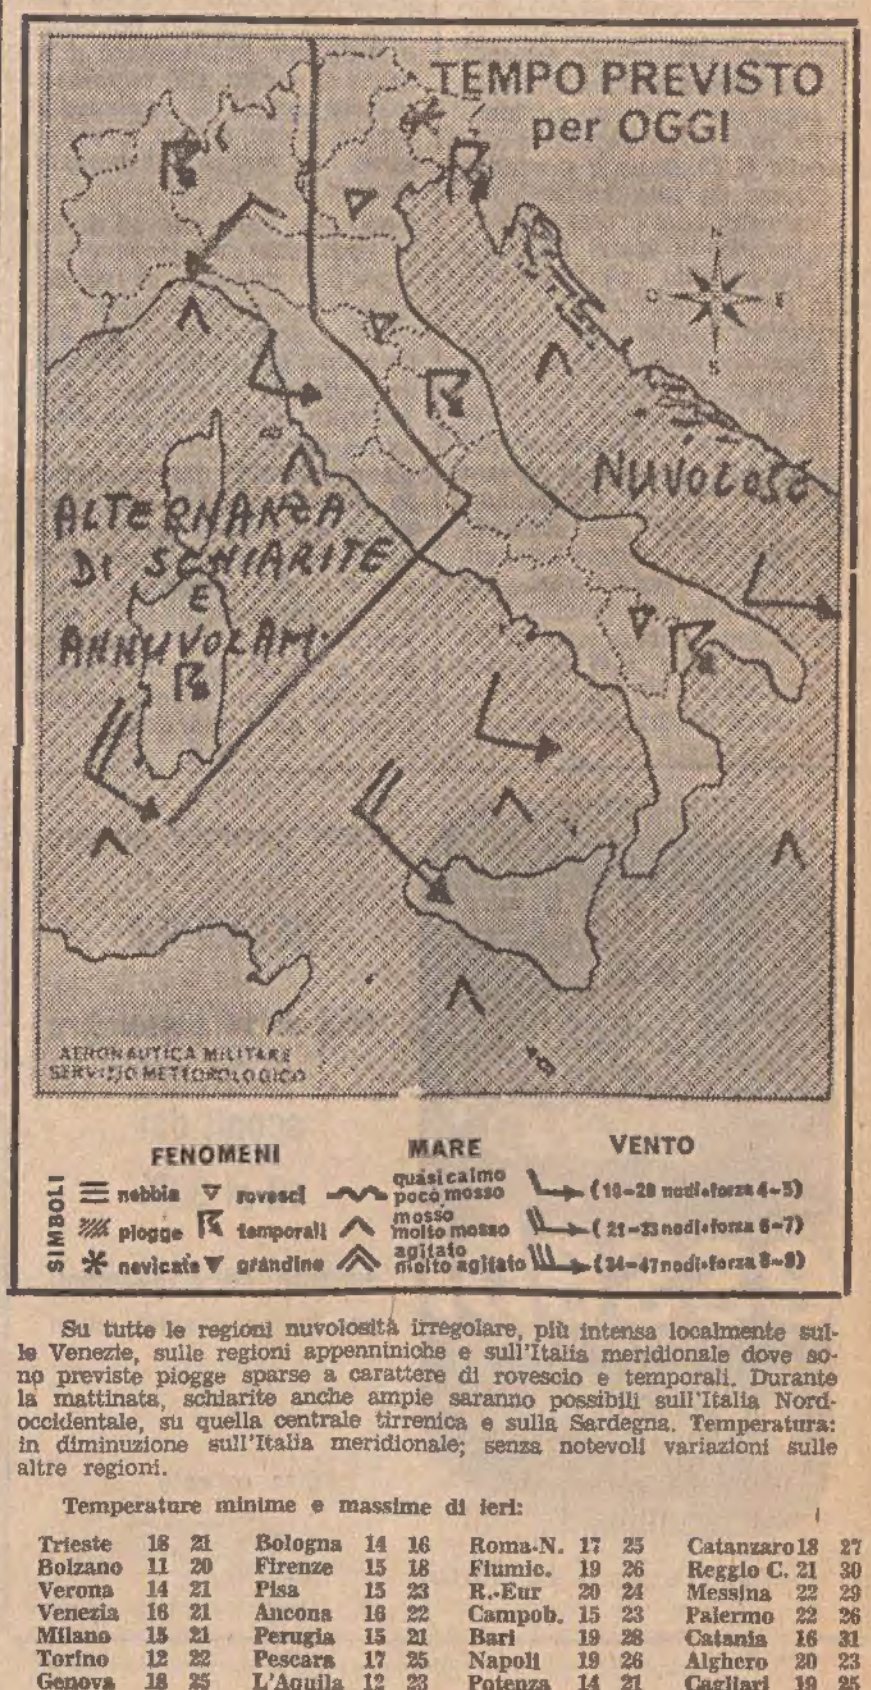 TEMPO PREVISTO
per OGGI
N
O E
S
NUVOLOSO
ALTERNANZA
DI SCHIARITE
E
ANNUVOLAM.
AERONAUTICA MILITARE
SERVIZIO METEOROLOGICO
SIMBOLI
FENOMENI MARE VENTO
nebbia rovesci quasi calmo poco mosso (10-20 nodi•forza 4-5)
piogge temporali mosso molto mosso (21-33 nodi•forza 6-7)
nevicate grandine agitato molto agitato (34-47 nodi•forza 8-9)
Su tutte le regioni nuvolosità irregolare, più intensa localmente sul-
le Venezie, sulle regioni appenniniche e sull'Italia meridionale dove so-
no previste piogge sparse a carattere di rovescio e temporali. Durante
la mattinata, schiarite anche ampie saranno possibili sull'Italia Nord-
occidentale, su quella centrale tirrenica e sulla Sardegna. Temperatura:
in diminuzione sull'Italia meridionale; senza notevoli variazioni sulle
altre regioni.
Temperature minime e massime di ieri:
Trieste 18 21 Bologna 14 16 Roma-N. 17 25 Catanzaro 18 27
Bolzano 11 20 Firenze 15 18 Fiumic. 19 26 Reggio C. 21 30
Verona 14 21 Pisa 15 23 R.-Eur 20 24 Messina 22 29
Venezia 16 21 Ancona 16 22 Campob. 15 23 Palermo 22 26
Milano 15 21 Perugia 15 21 Bari 19 28 Catania 16 31
Torino 12 22 Pescara 17 25 Napoli 19 26 Alghero 20 23
Genova 18 25 L'Aquila 12 23 Potenza 14 21 Cagliari 19 25